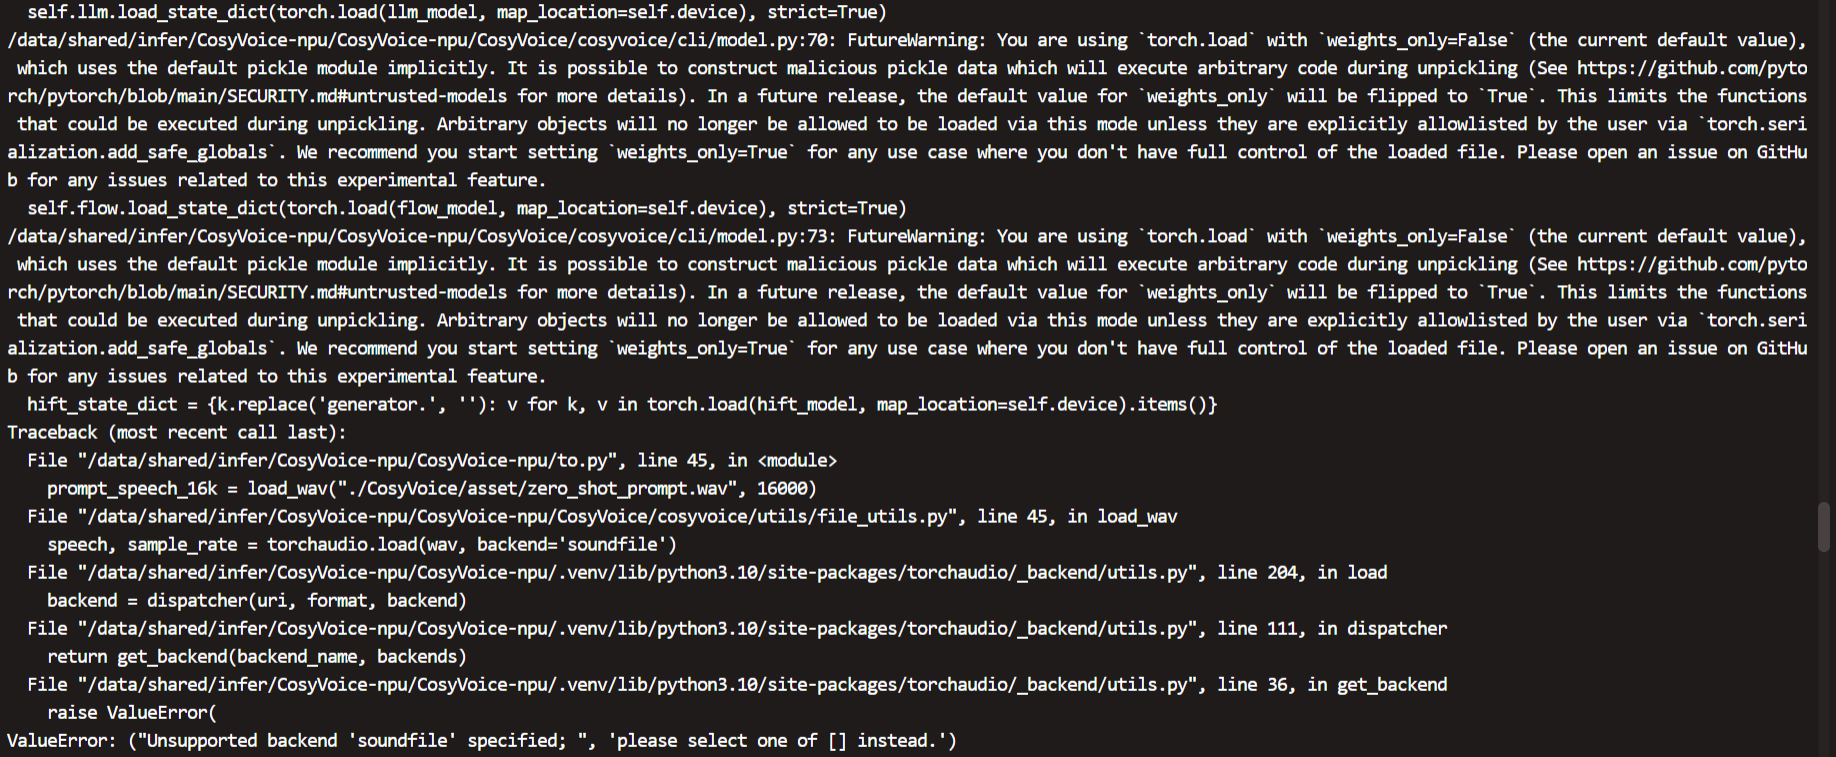 self.llm.load_state_dict(torch.load(llm_model, map_location=self.device), strict=True)
/data/shared/infer/CosyVoice-npu/CosyVoice-npu/CosyVoice/cosyvoice/cli/model.py:70: FutureWarning: You are using `torch.load` with `weights_only=False` (the current default value),
which uses the default pickle module implicitly. It is possible to construct malicious pickle data which will execute arbitrary code during unpickling (See https://github.com/pyto
rch/pytorch/blob/main/SECURITY.md#untrusted-models for more details). In a future release, the default value for `weights_only` will be flipped to `True`. This limits the functions
that could be executed during unpickling. Arbitrary objects will no longer be allowed to be loaded via this mode unless they are explicitly allowlisted by the user via `torch.seri
alization.add_safe_globals`. We recommend you start setting `weights_only=True` for any use case where you don't have full control of the loaded file. Please open an issue on GitHu
b for any issues related to this experimental feature.
self.flow.load_state_dict(torch.load(flow_model, map_location=self.device), strict=True)
/data/shared/infer/CosyVoice-npu/CosyVoice-npu/CosyVoice/cosyvoice/cli/model.py:73: FutureWarning: You are using `torch.load` with `weights_only=False` (the current default value),
which uses the default pickle module implicitly. It is possible to construct malicious pickle data which will execute arbitrary code during unpickling (See https://github.com/pyto
rch/pytorch/blob/main/SECURITY.md#untrusted-models for more details). In a future release, the default value for `weights_only` will be flipped to `True`. This limits the functions
that could be executed during unpickling. Arbitrary objects will no longer be allowed to be loaded via this mode unless they are explicitly allowlisted by the user via `torch.seri
alization.add_safe_globals`. We recommend you start setting `weights_only=True` for any use case where you don't have full control of the loaded file. Please open an issue on GitHu
b for any issues related to this experimental feature.
hift_state_dict = {k.replace('generator.', ''): v for k, v in torch.load(hift_model, map_location=self.device).items()}
Traceback (most recent call last):
File "/data/shared/infer/CosyVoice-npu/CosyVoice-npu/to.py", line 45, in <module>
prompt_speech_16k = load_wav("./CosyVoice/asset/zero_shot_prompt.wav", 16000)
File "/data/shared/infer/CosyVoice-npu/CosyVoice-npu/CosyVoice/cosyvoice/utils/file_utils.py", line 45, in load_wav
speech, sample_rate = torchaudio.load(wav, backend='soundfile')
File "/data/shared/infer/CosyVoice-npu/CosyVoice-npu/.venv/lib/python3.10/site-packages/torchaudio/_backend/utils.py", line 204, in load
backend = dispatcher(uri, format, backend)
File "/data/shared/infer/CosyVoice-npu/CosyVoice-npu/.venv/lib/python3.10/site-packages/torchaudio/_backend/utils.py", line 111, in dispatcher
return get_backend(backend_name, backends)
File "/data/shared/infer/CosyVoice-npu/CosyVoice-npu/.venv/lib/python3.10/site-packages/torchaudio/_backend/utils.py", line 36, in get_backend
raise ValueError(
ValueError: ("Unsupported backend 'soundfile' specified; ", 'please select one of [] instead.')